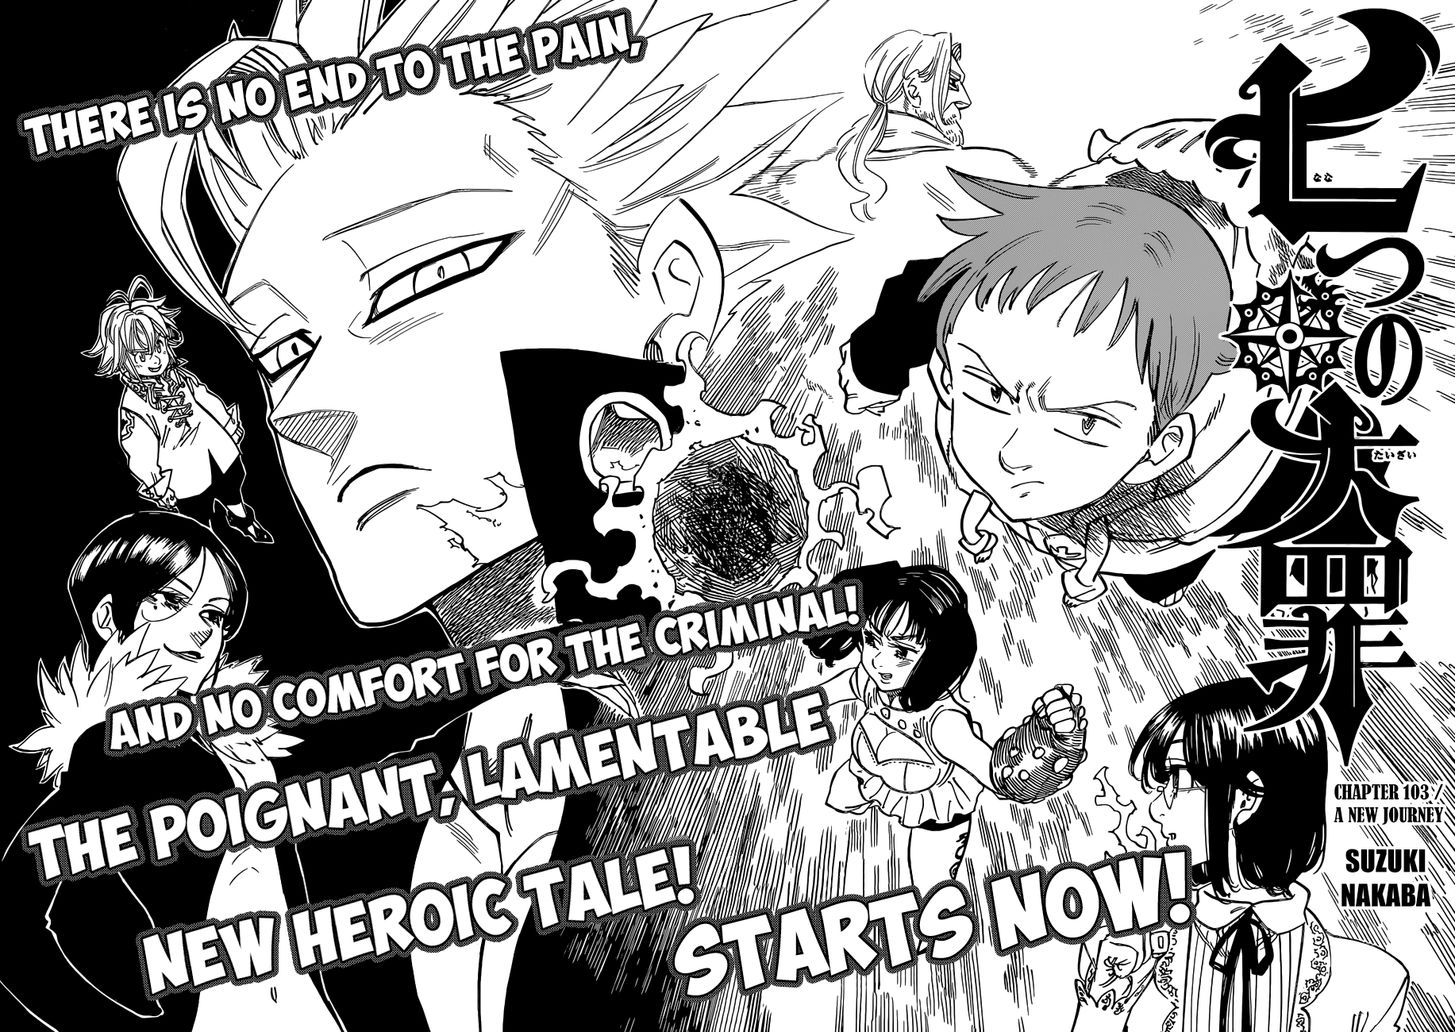 THERE IS NO END TO THE PAIN,
AND NO COMFORT FOR THE CRIMINAL!
THE POIGNANT, LAMENTABLE
NEW HEROIC TALE!
STARTS NOW!
七つの大罪
なな
だいざい
CHAPTER 103 /
A NEW JOURNEY
SUZUKI
NAKABA